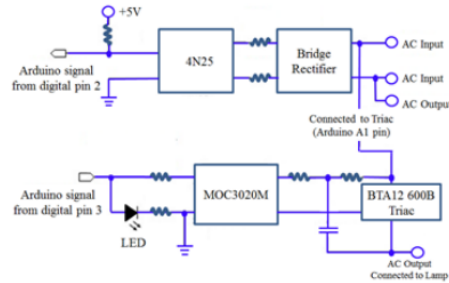 +5V
4N25
Bridge
Rectifier
AC Input
AC Input
AC Output
Arduino signal
from digital pin 2
Connected to Triac
(Arduino A1 pin)
Arduino signal
from digital pin 3
LED
MOC3020M
BTA12 600B
Triac
AC Output
Connected to Lamp